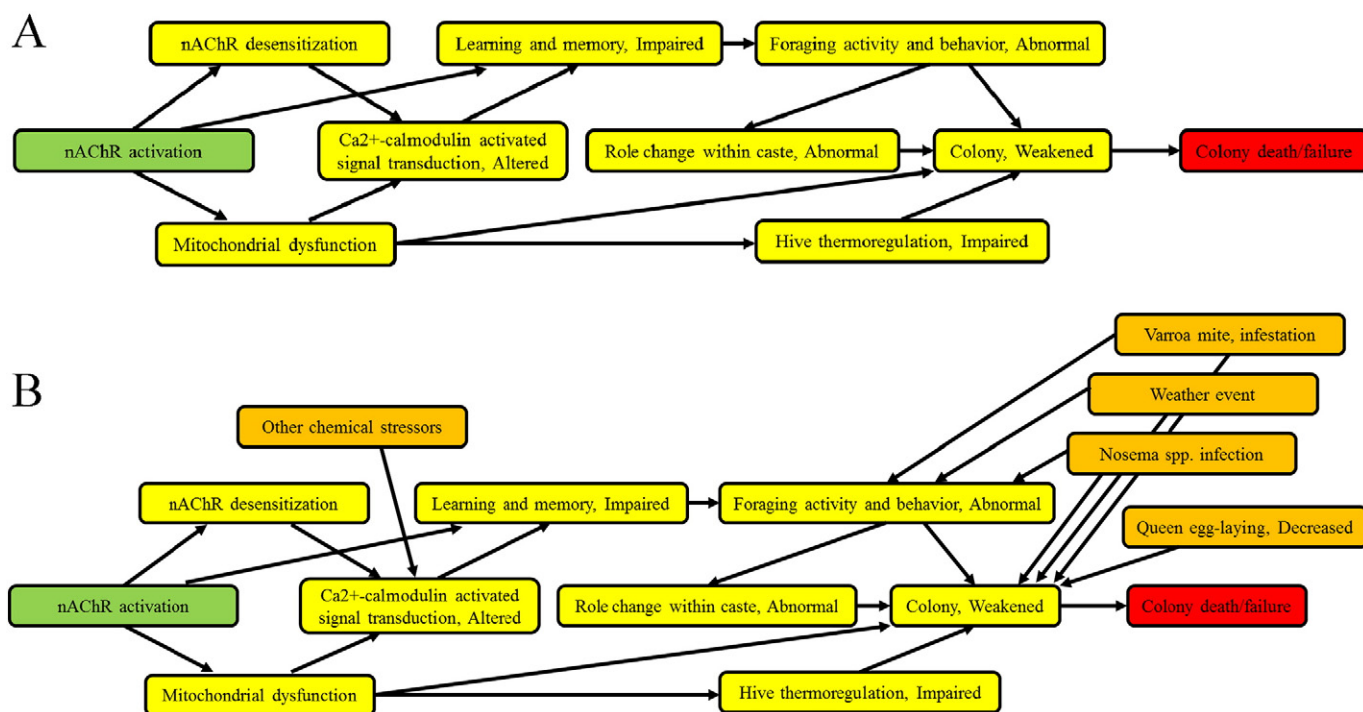 A
nAChR desensitization
Learning and memory, Impaired
Foraging activity and behavior, Abnormal
nAChR activation
Ca2+-calmodulin activated
signal transduction, Altered
Role change within caste, Abnormal
Colony, Weakened
Colony death/failure
Mitochondrial dysfunction
Hive thermoregulation, Impaired
B
Varroa mite, infestation
Weather event
Other chemical stressors
Nosema spp. infection
nAChR desensitization
Learning and memory, Impaired
Foraging activity and behavior, Abnormal
Queen egg-laying, Decreased
nAChR activation
Ca2+-calmodulin activated
signal transduction, Altered
Role change within caste, Abnormal
Colony, Weakened
Colony death/failure
Mitochondrial dysfunction
Hive thermoregulation, Impaired